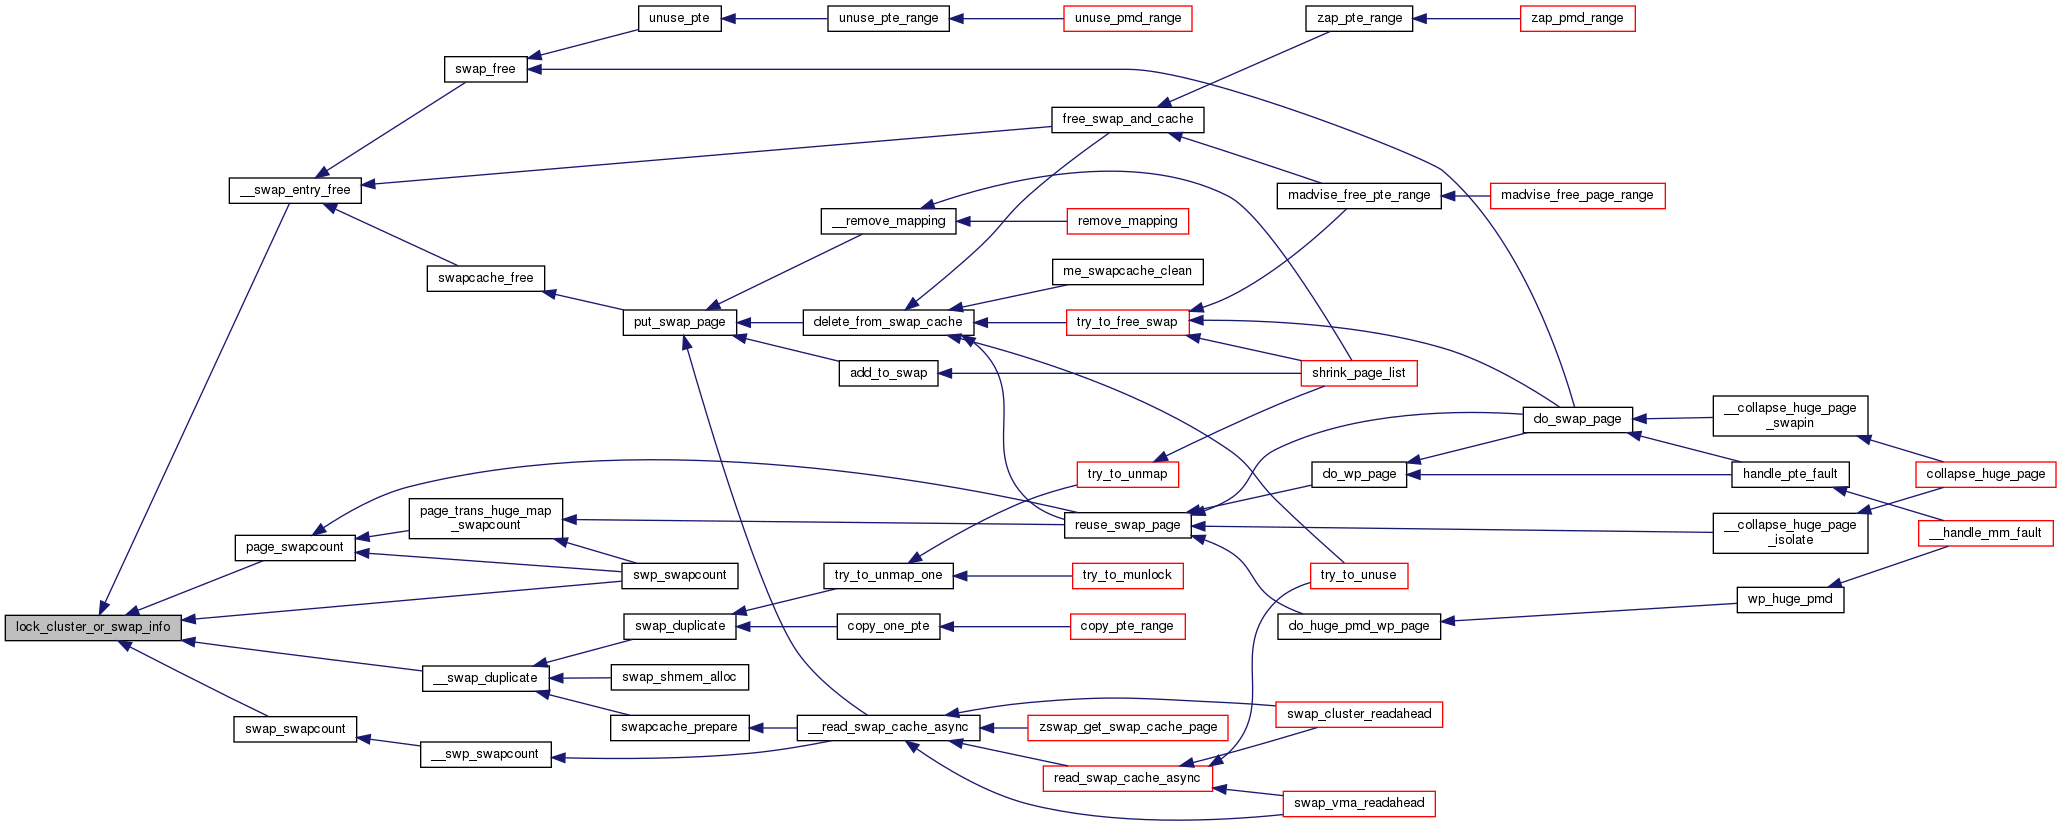 unuse_pte
unuse_pte_range
unuse_pmd_range
zap_pte_range
zap_pmd_range
swap_free
free_swap_and_cache
__swap_entry_free
madvise_free_pte_range
madvise_free_page_range
__remove_mapping
remove_mapping
swapcache_free
me_swapcache_clean
put_swap_page
delete_from_swap_cache
try_to_free_swap
add_to_swap
shrink_page_list
do_swap_page
__collapse_huge_page
_swapin
try_to_unmap
do_wp_page
handle_pte_fault
collapse_huge_page
page_trans_huge_map
_swapcount
reuse_swap_page
__collapse_huge_page
_isolate
__handle_mm_fault
page_swapcount
swp_swapcount
try_to_unmap_one
try_to_munlock
try_to_unuse
wp_huge_pmd
lock_cluster_or_swap_info
swap_duplicate
copy_one_pte
copy_pte_range
do_huge_pmd_wp_page
__swap_duplicate
swap_shmem_alloc
swap_swapcount
swapcache_prepare
__read_swap_cache_async
zswap_get_swap_cache_page
swap_cluster_readahead
__swp_swapcount
read_swap_cache_async
swap_vma_readahead